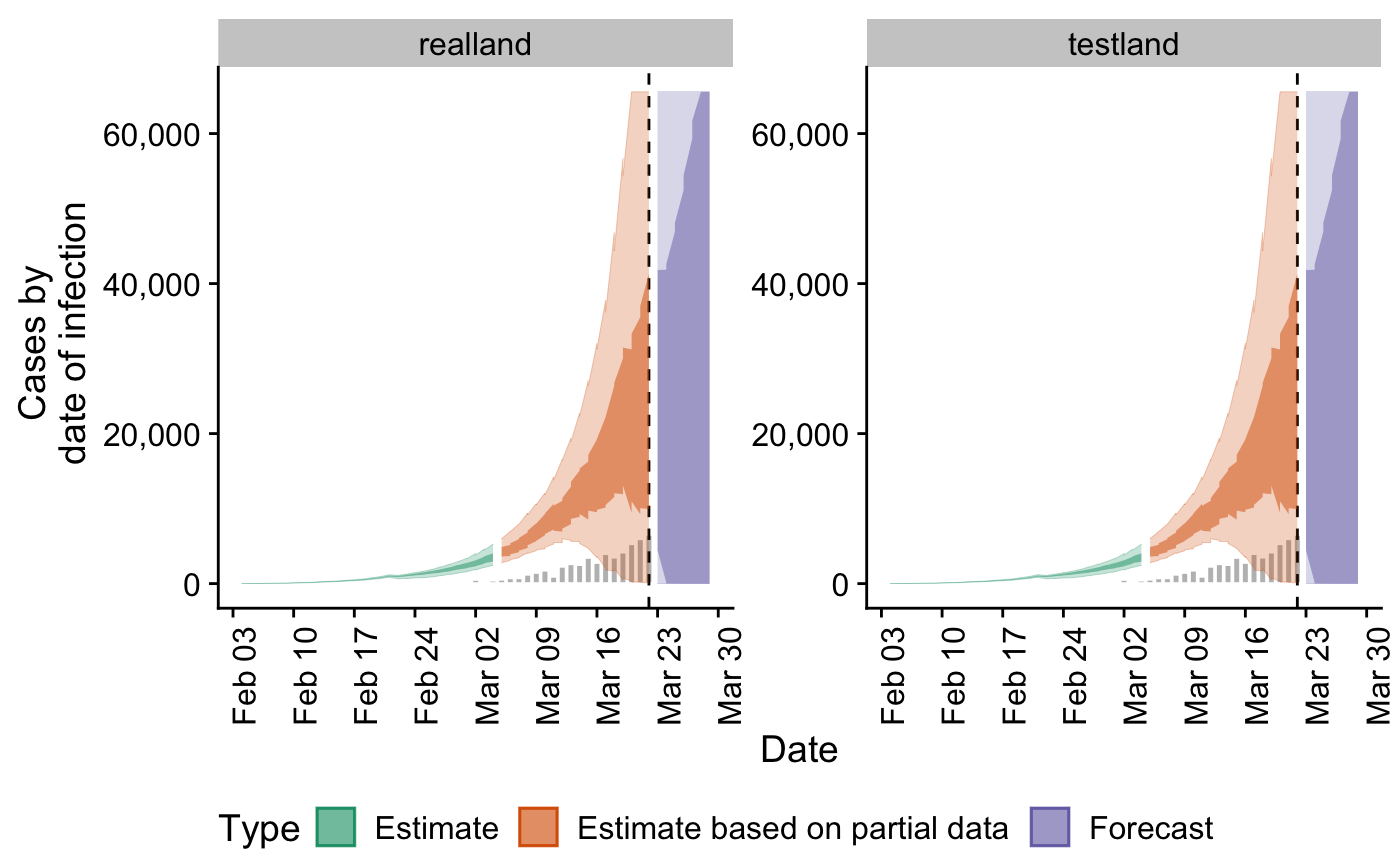 realland
testland
Cases by
date of infection
60,000
40,000
20,000
0
60,000
40,000
20,000
0
Feb 03
Feb 10
Feb 17
Feb 24
Mar 02
Mar 09
Mar 16
Mar 23
Mar 30
Feb 03
Feb 10
Feb 17
Feb 24
Mar 02
Mar 09
Mar 16
Mar 23
Mar 30
Date
Type Estimate Estimate based on partial data Forecast